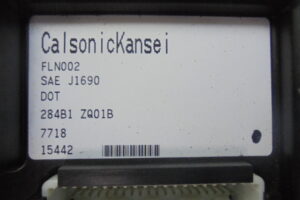 CalsonicKansei
FLN002
SAE J1690
DOT
284B1 ZQ01B
7718
15442